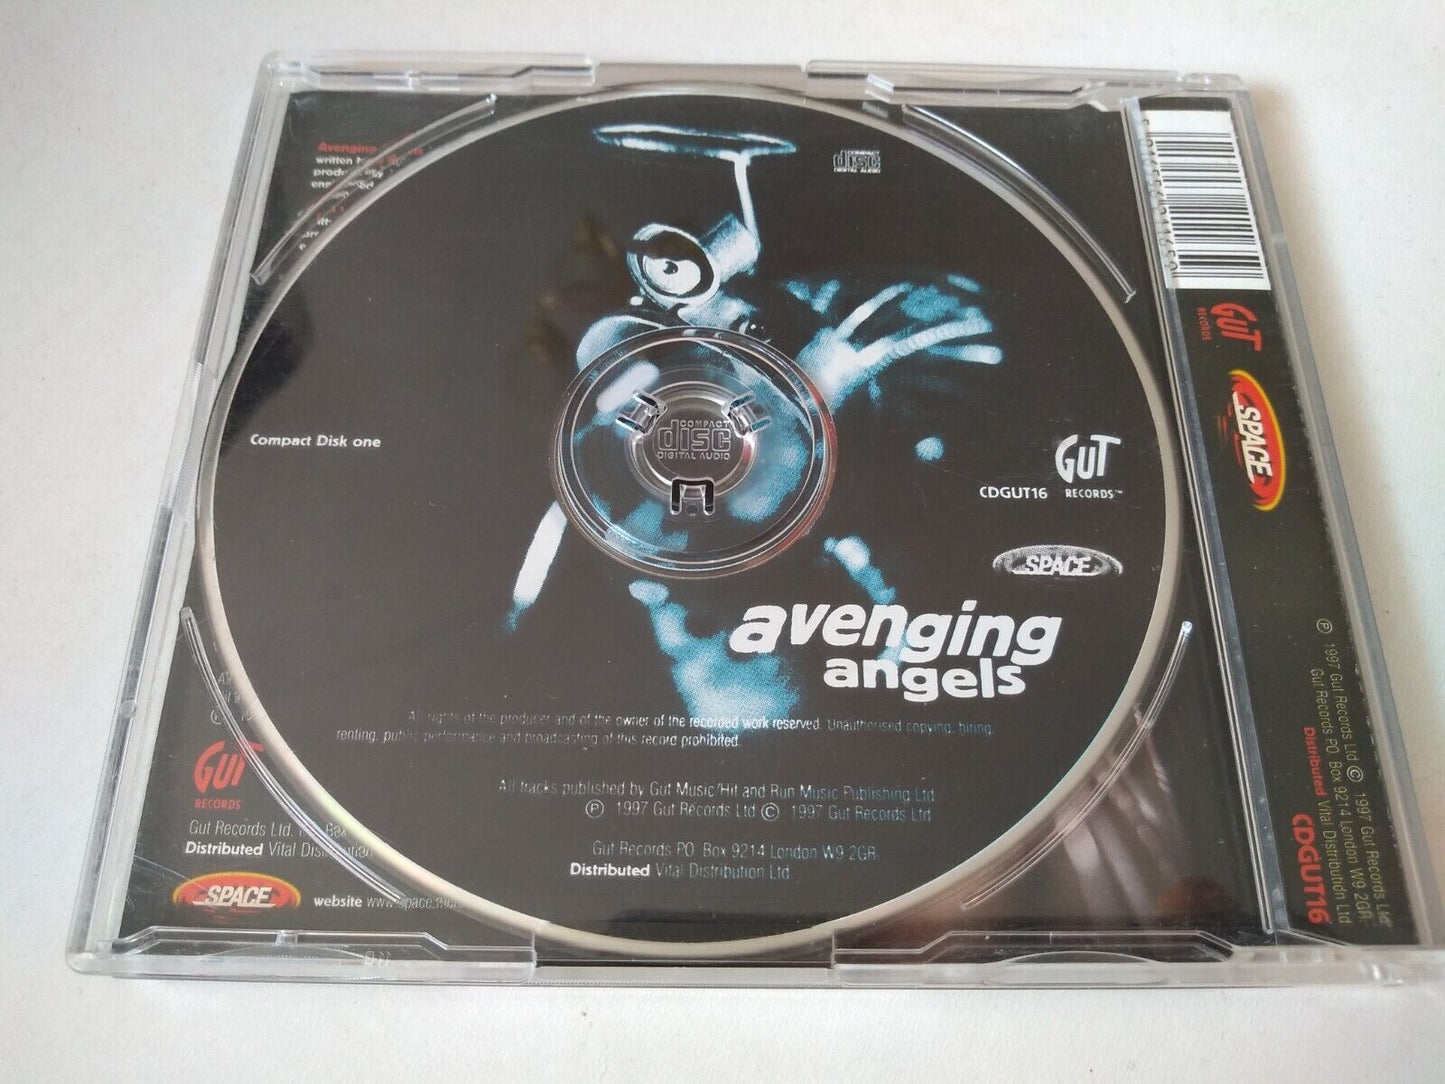 Avenging
written
COMPACT
disc
DIGITAL AUDIO
Compact Disk one
COMPACT
disc
DIGITAL AUDIO
GUT
RECORDS™
CDGUT16
SPACE
avenging
angels
All rights of the producer and of the owner of the recorded work reserved. Unauthorised copying, hiring,
renting, public performance and broadcasting of this record prohibited.
All tracks published by Gut Music/Hit and Run Music Publishing Ltd
Ⓟ 1997 Gut Records Ltd © 1997 Gut Records Ltd
Gut Records PO Box 9214 London W9 2GR
Distributed Vital Distribution Ltd
GUT
RECORDS
Gut Records Ltd.
Distributed Vital
SPACE
website
GUT
RECORDS
SPACE
Ⓟ 1997 Gut Records Ltd © 1997 Gut Records Ltd
Gut Records PO Box 9214 London W9 2GR
Distributed Vital Distribution Ltd
CDGUT16